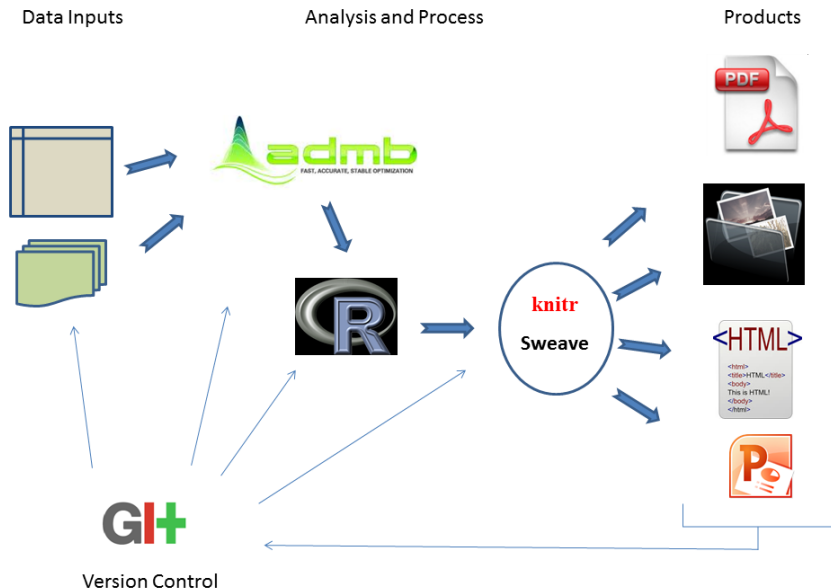 Data Inputs
Analysis and Process
Products
PDF
admb
FAST, ACCURATE, STABLE OPTIMIZATION
R
knitr
Sweave
<HTML>
<html>
<title>HTML</title>
<body>
This is HTML!
</body>
</html>
P
GIt
Version Control